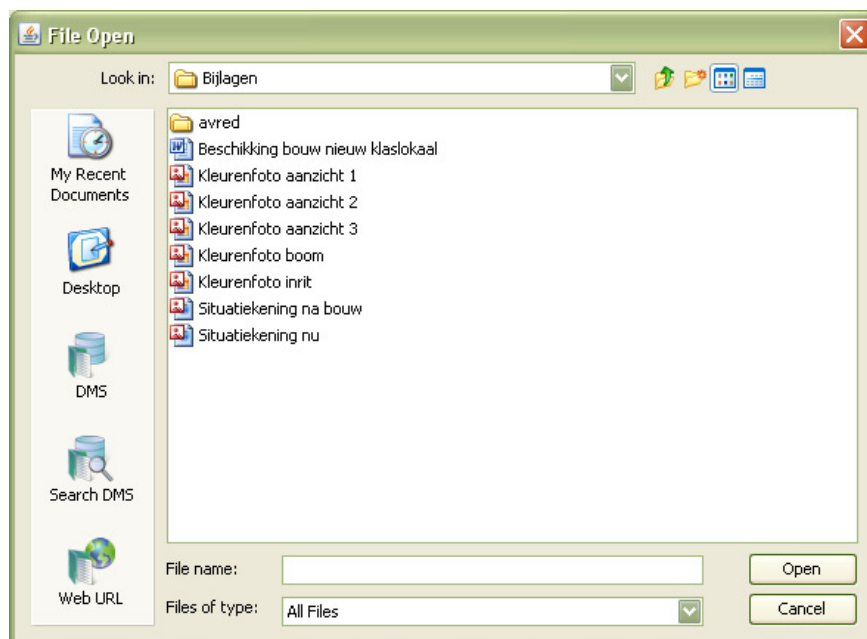 File Open
Look in: Bijlagen
My Recent
Documents
Desktop
DMS
Search DMS
Web URL
avred
Beschikking bouw nieuw klaslokaal
Kleurenfoto aanzicht 1
Kleurenfoto aanzicht 2
Kleurenfoto aanzicht 3
Kleurenfoto boom
Kleurenfoto inrit
Situatiekening na bouw
Situatiekening nu
File name: Open
Files of type: All Files Cancel